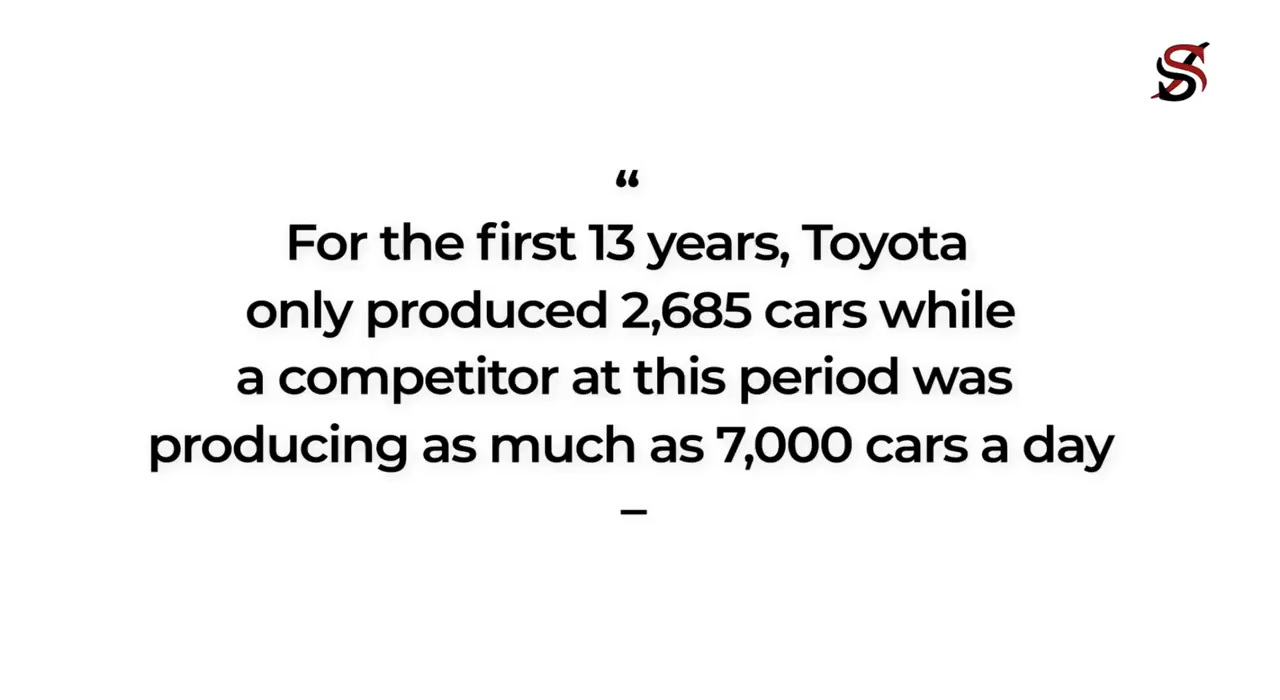 “
For the first 13 years, Toyota
only produced 2,685 cars while
a competitor at this period was
producing as much as 7,000 cars a day
–